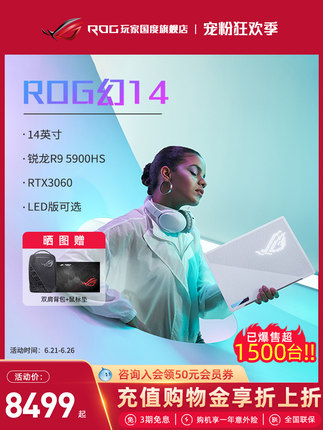 ROG 玩家国度旗舰店 | 宠粉狂欢季
ROG幻14
·14英寸
·锐龙R9 5900HS
·RTX3060
·LED版可选
晒图赠
双肩背包+鼠标垫
已爆售超
1500台!!
活动时间：6.21-6.26
活动价：
8499起
咨询入会领50元会员券
充值购物金享折上折
3期免息
购机享一年意外险
全国联保